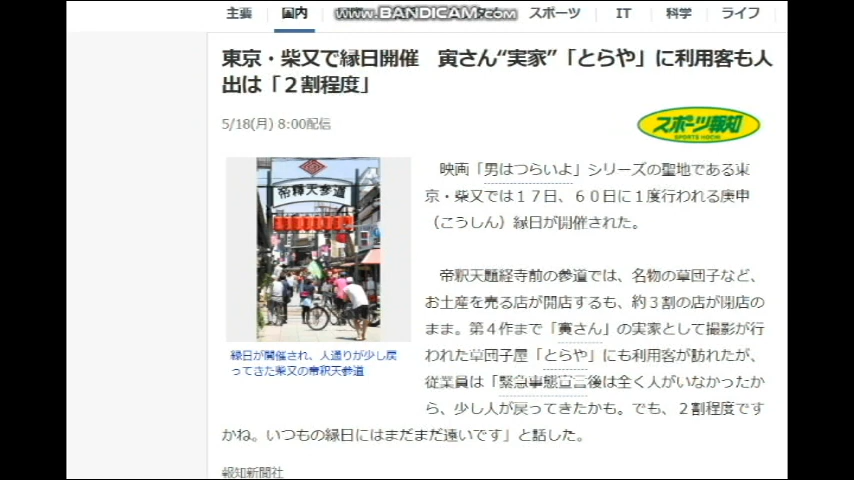 主要 国内 スポーツ IT 科学 ライフ
www.BANDICAM.com
東京・柴又で縁日開催 寅さん“実家”「とらや」に利用客も人
出は「２割程度」
5/18(月) 8:00配信
スポーツ報知
SPORTS HOCHI
帝釋天参道
映画「男はつらいよ」シリーズの聖地である東
京・柴又では１７日、６０日に１度行われる庚申
（こうしん）縁日が開催された。
帝釈天題経寺前の参道では、名物の草団子など、
お土産を売る店が開店するも、約３割の店が閉店の
まま。第４作まで「寅さん」の実家として撮影が行
われた草団子屋「とらや」にも利用客が訪れたが、
従業員は「緊急事態宣言後は全く人がいなかったか
ら、少し人が戻ってきたかも。でも、２割程度です
かね。いつもの縁日にはまだまだ遠いです」と話した。
縁日が開催され、人通りが少し戻
ってきた柴又の帝釈天参道
報知新聞社